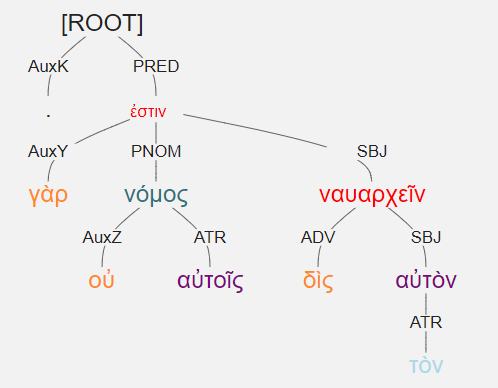 [ROOT]
AuxK PRED
. ἐστιν
AuxY PNOM SBJ
γὰρ νόμος ναυαρχεῖν
AuxZ ATR ADV SBJ
οὐ αὐτοῖς δὶς αὐτὸν
ATR
τὸν